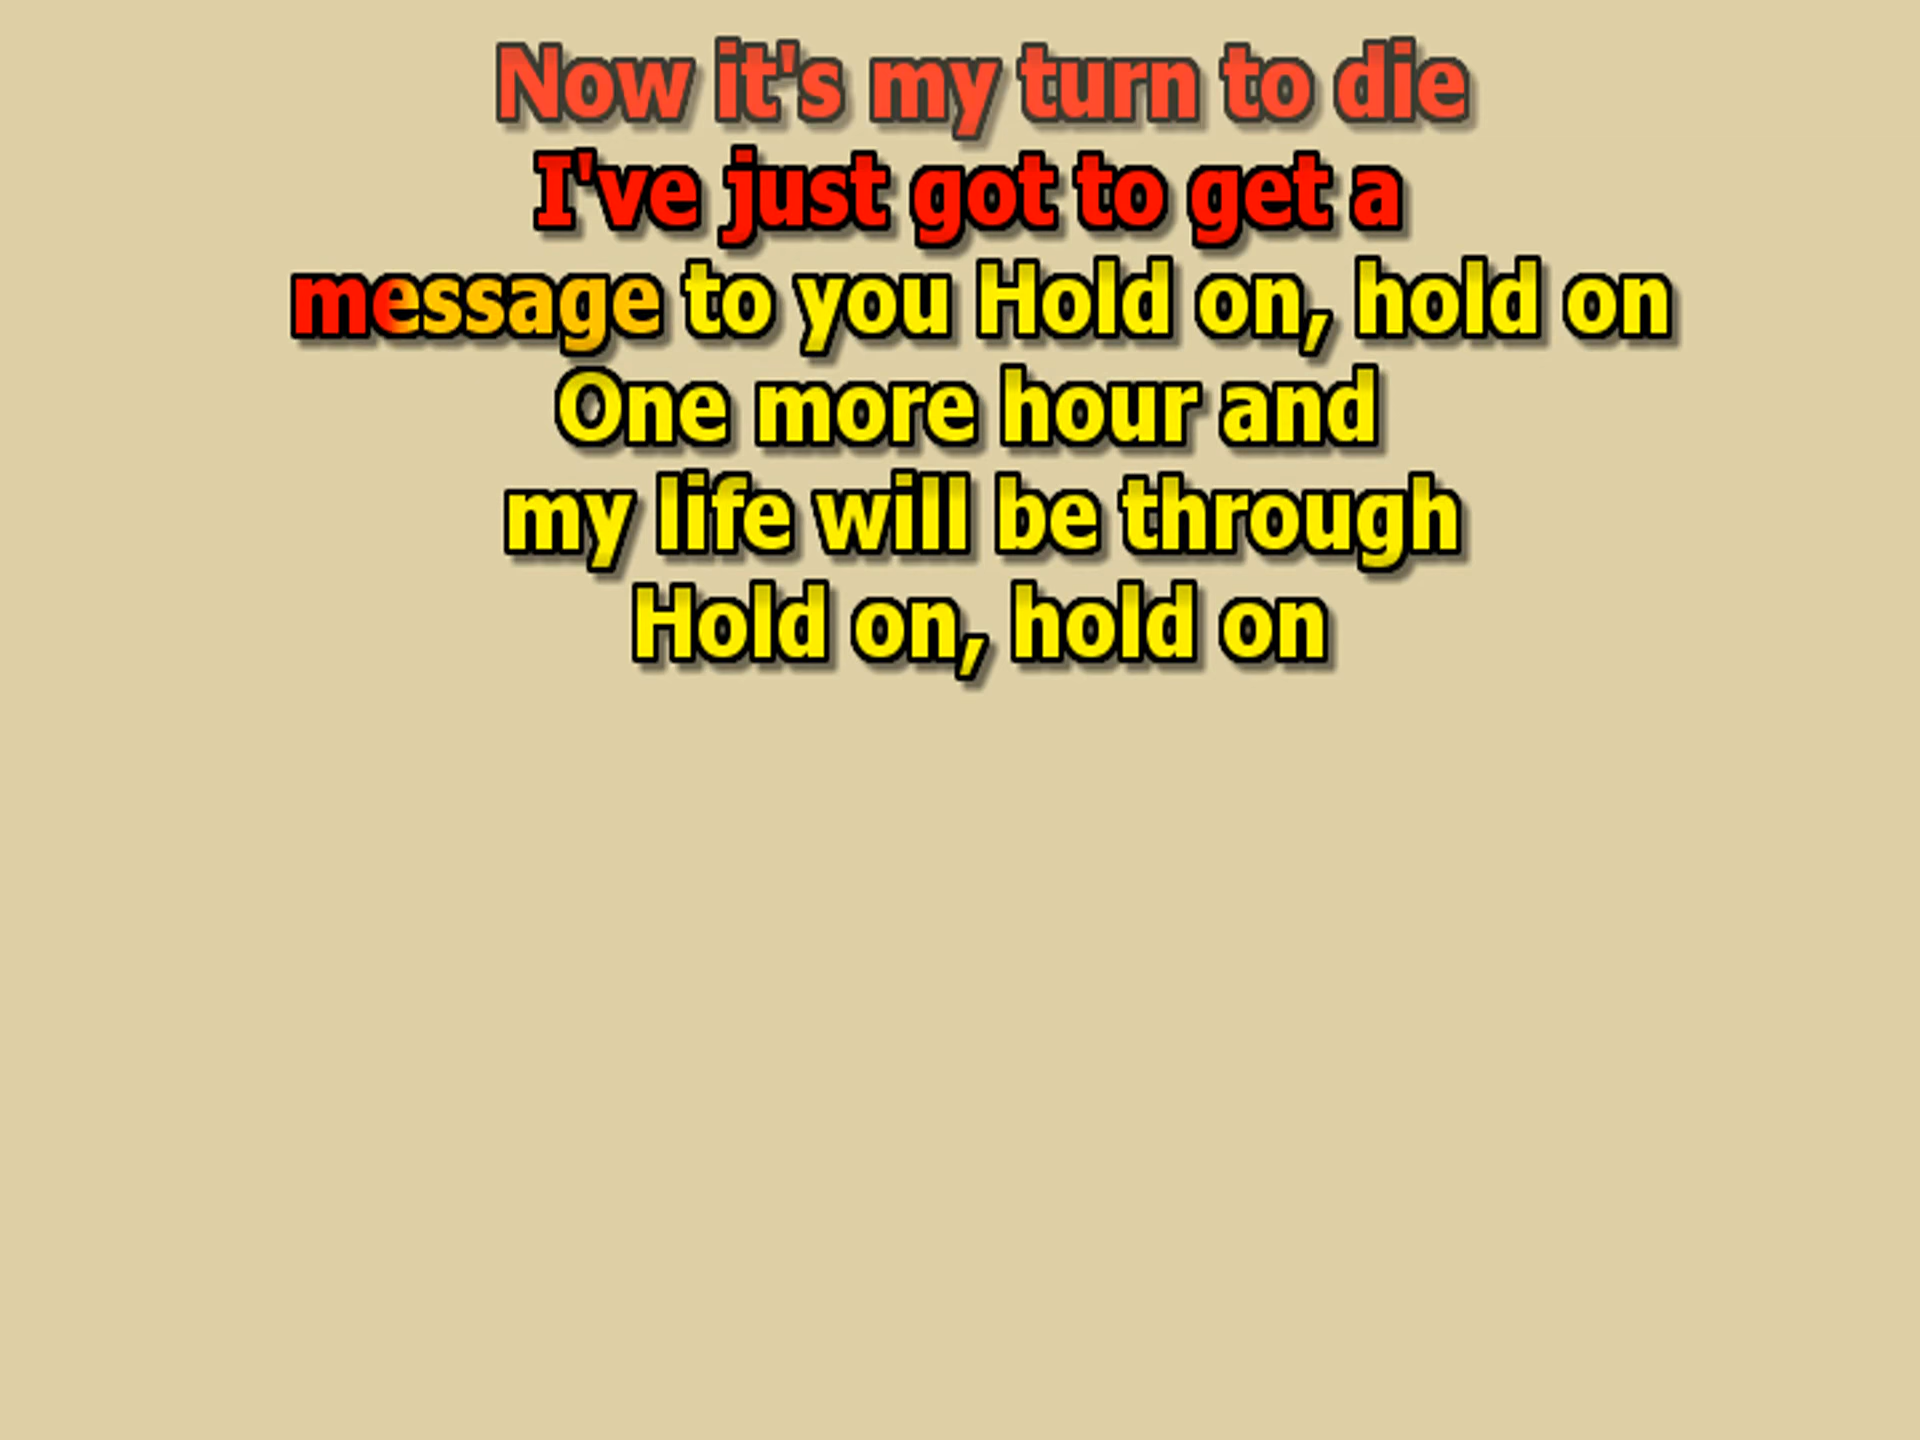 Now it's my turn to die
I've just got to get a
message to you Hold on, hold on
One more hour and
my life will be through
Hold on, hold on